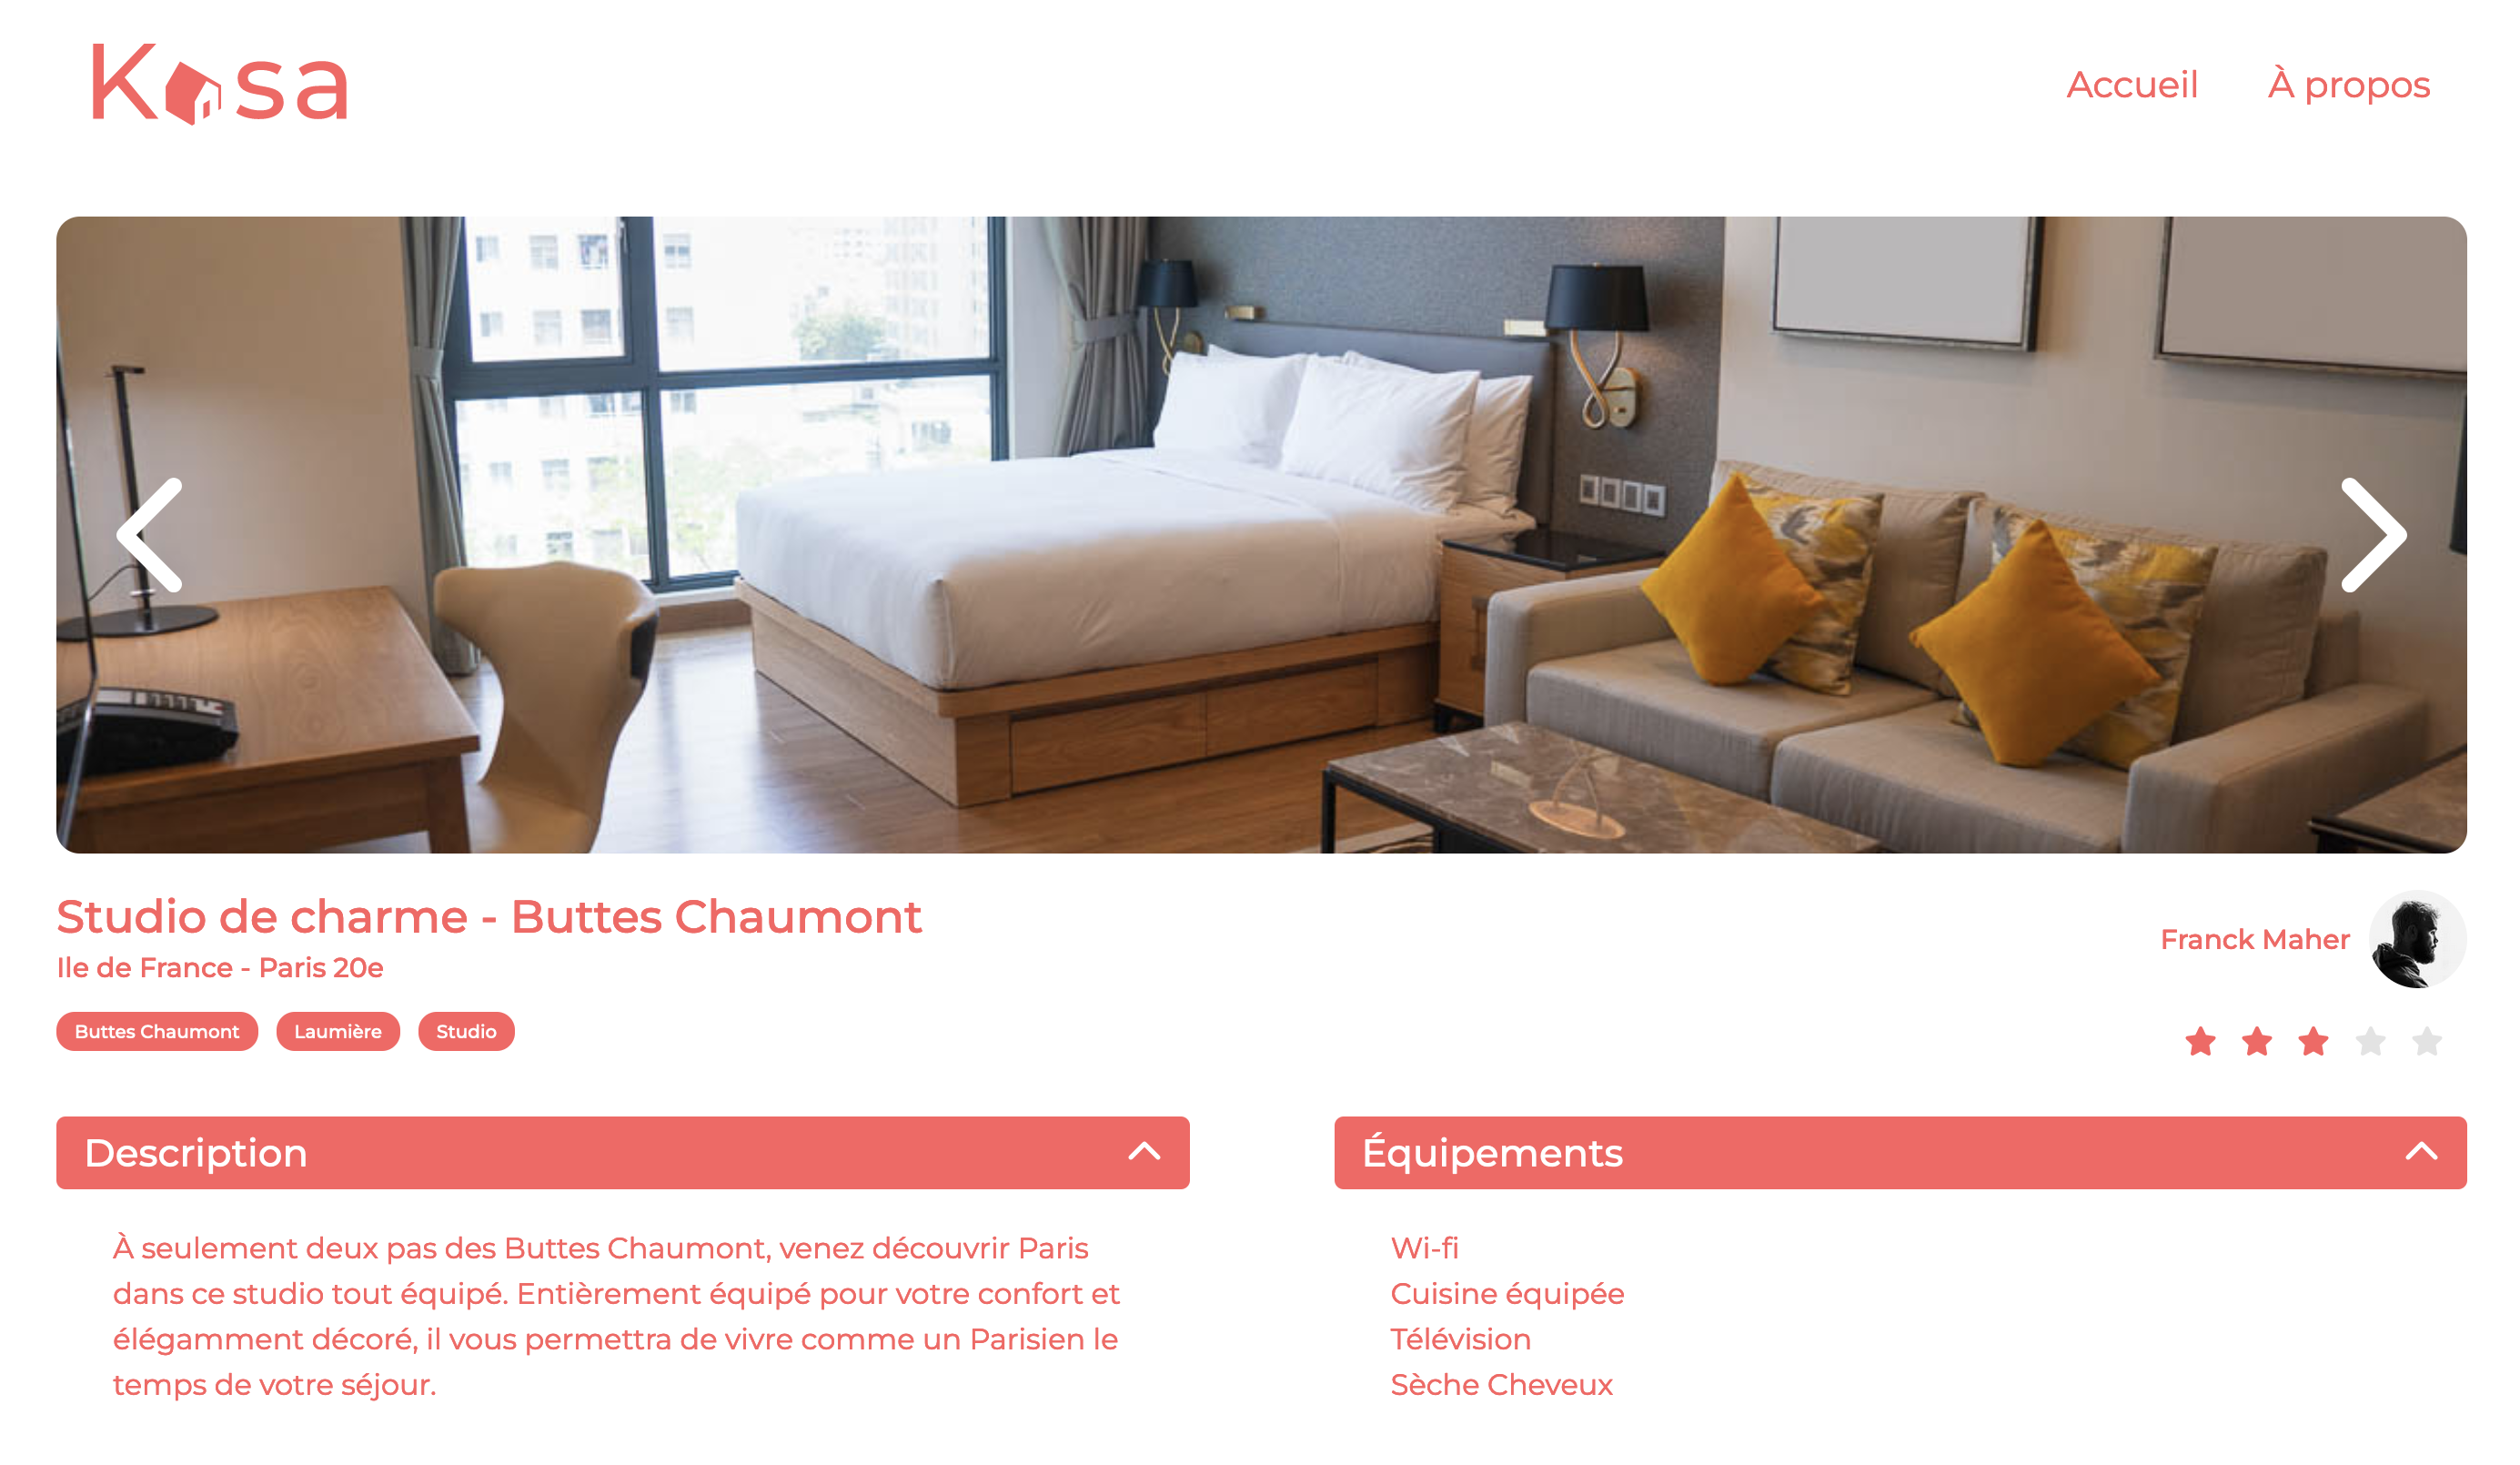 Kasa
Accueil À propos
Studio de charme - Buttes Chaumont
Ile de France - Paris 20e
Franck Maher
Buttes Chaumont Laumière Studio
Description
À seulement deux pas des Buttes Chaumont, venez découvrir Paris
dans ce studio tout équipé. Entièrement équipé pour votre confort et
élégamment décoré, il vous permettra de vivre comme un Parisien le
temps de votre séjour.
Équipements
Wi-fi
Cuisine équipée
Télévision
Sèche Cheveux